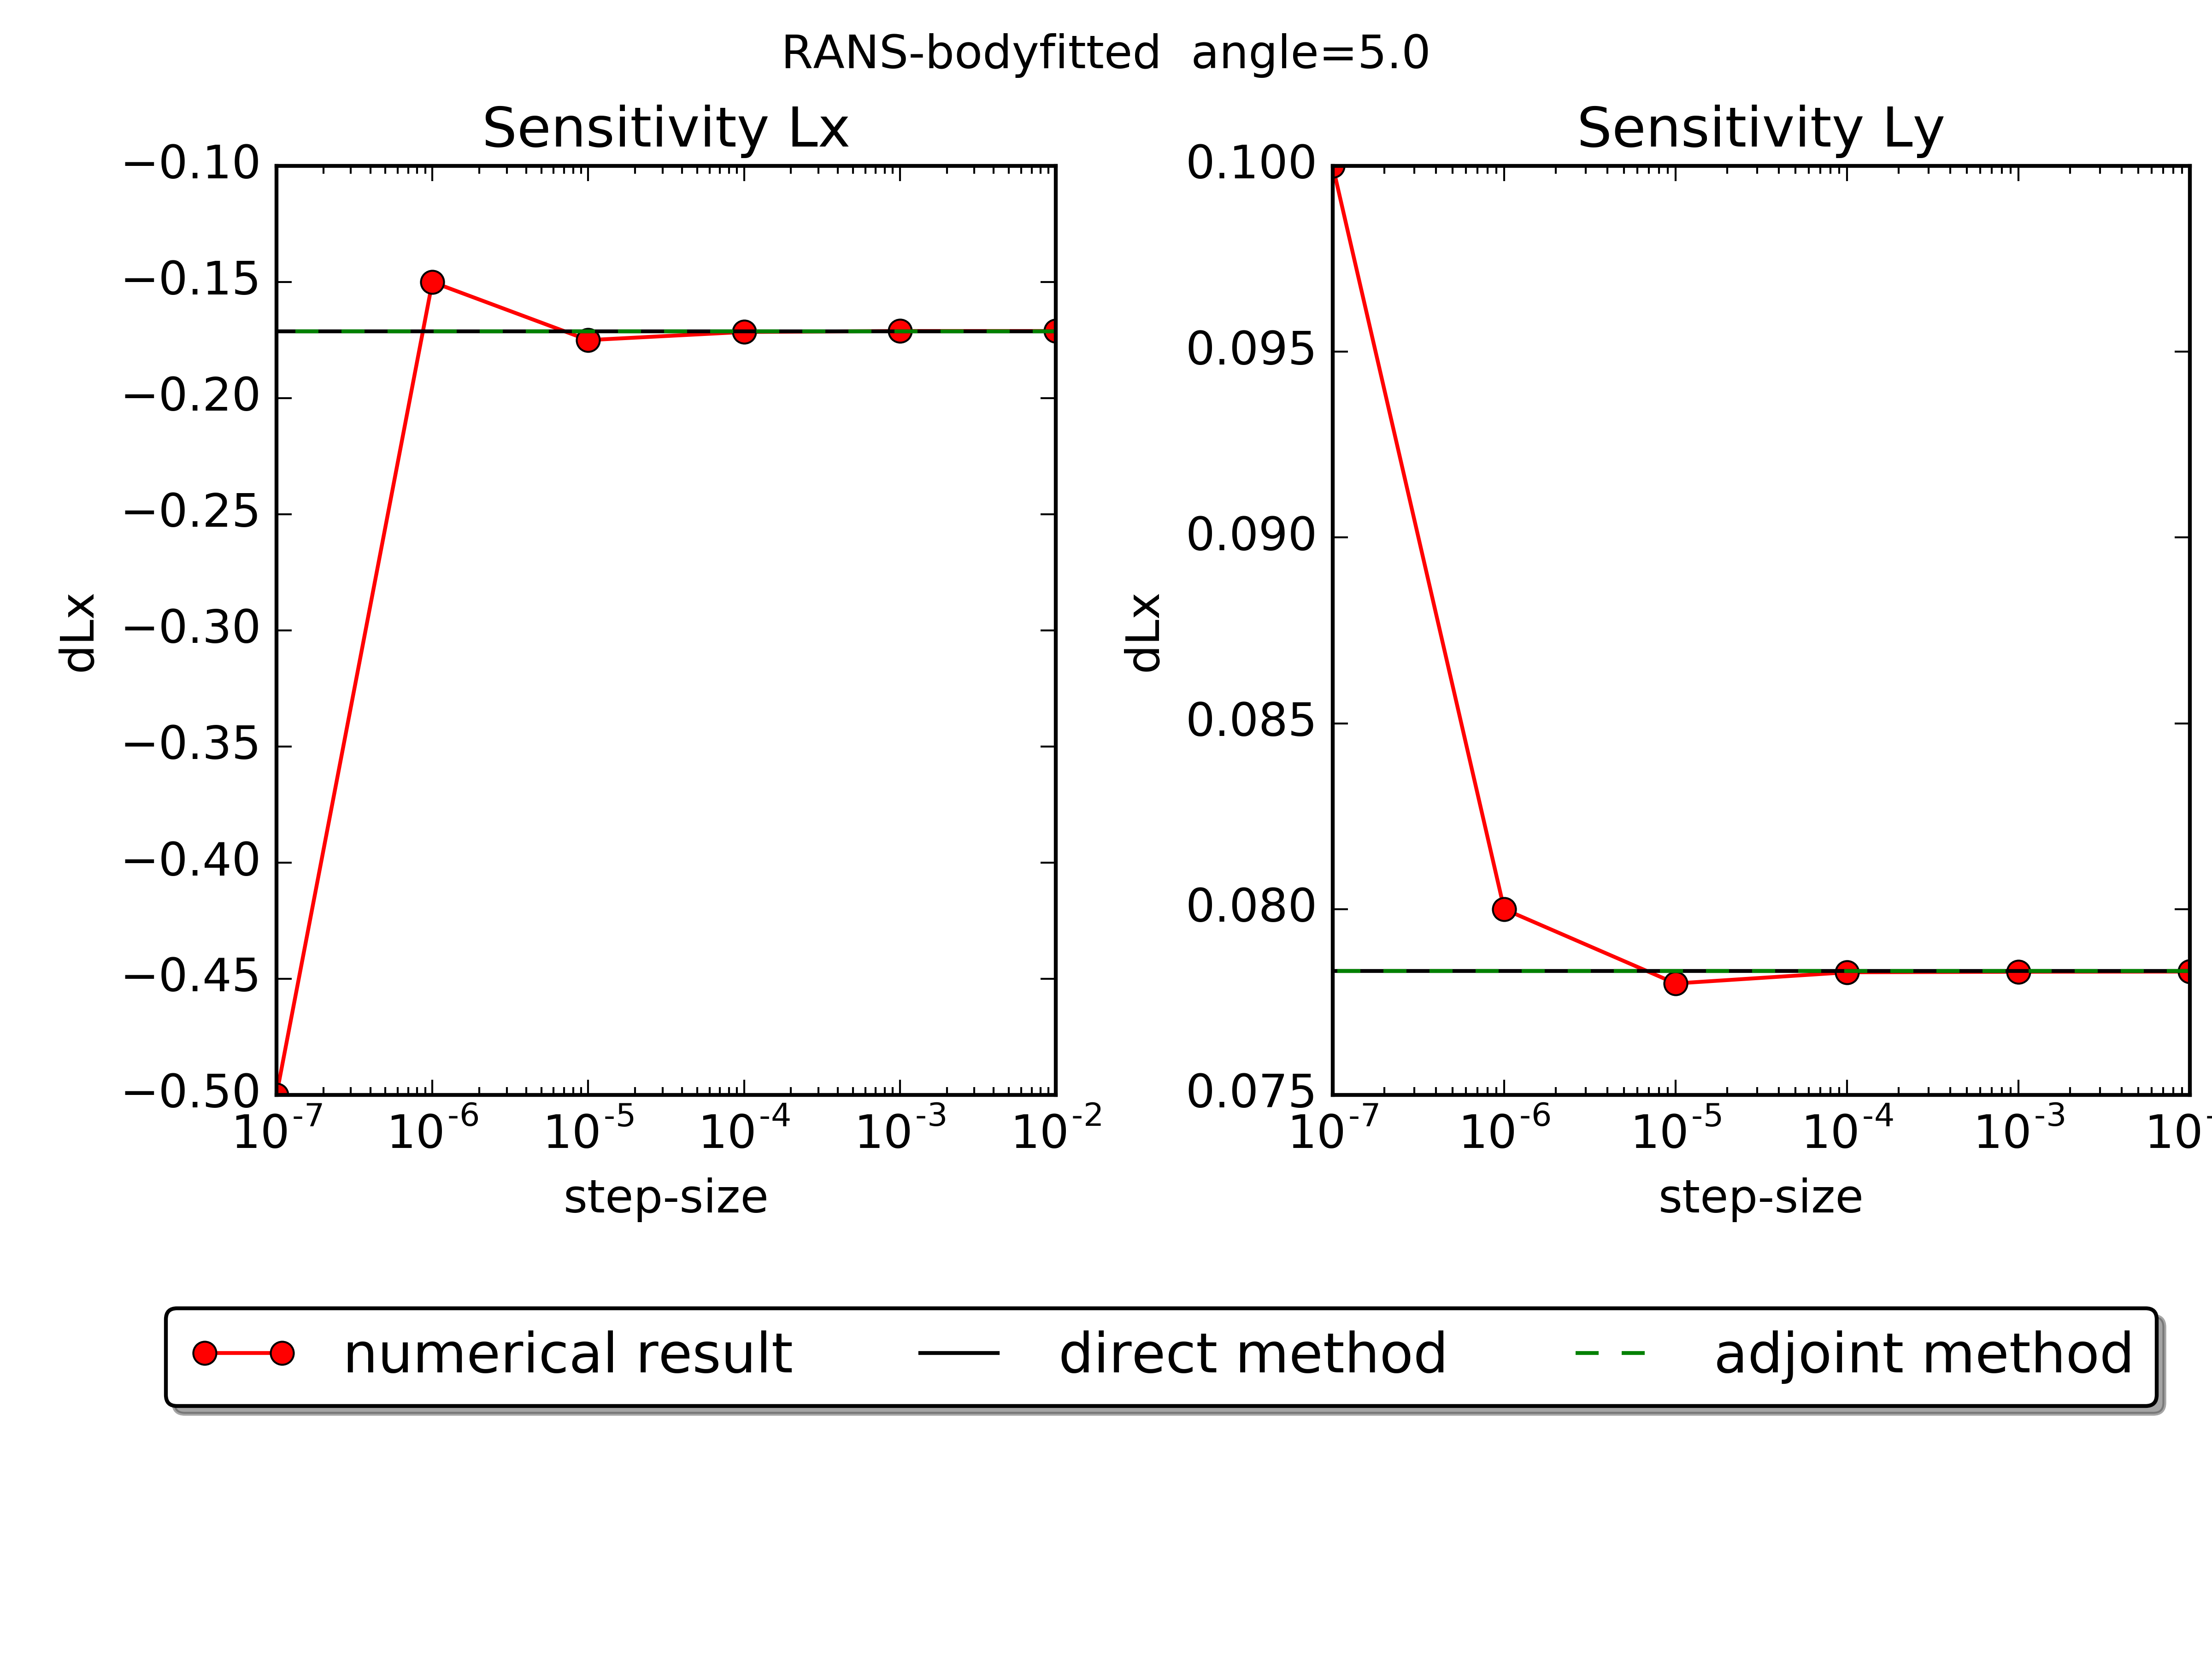 RANS-bodyfitted angle=5.0
Sensitivity Lx
−0.10
−0.15
−0.20
−0.25
−0.30
−0.35
−0.40
−0.45
−0.50
dLx
10-7 10-6 10-5 10-4 10-3 10-2
step-size
Sensitivity Ly
0.100
0.095
0.090
0.085
0.080
0.075
dLx
10-7 10-6 10-5 10-4 10-3 10-
step-size
numerical result direct method adjoint method